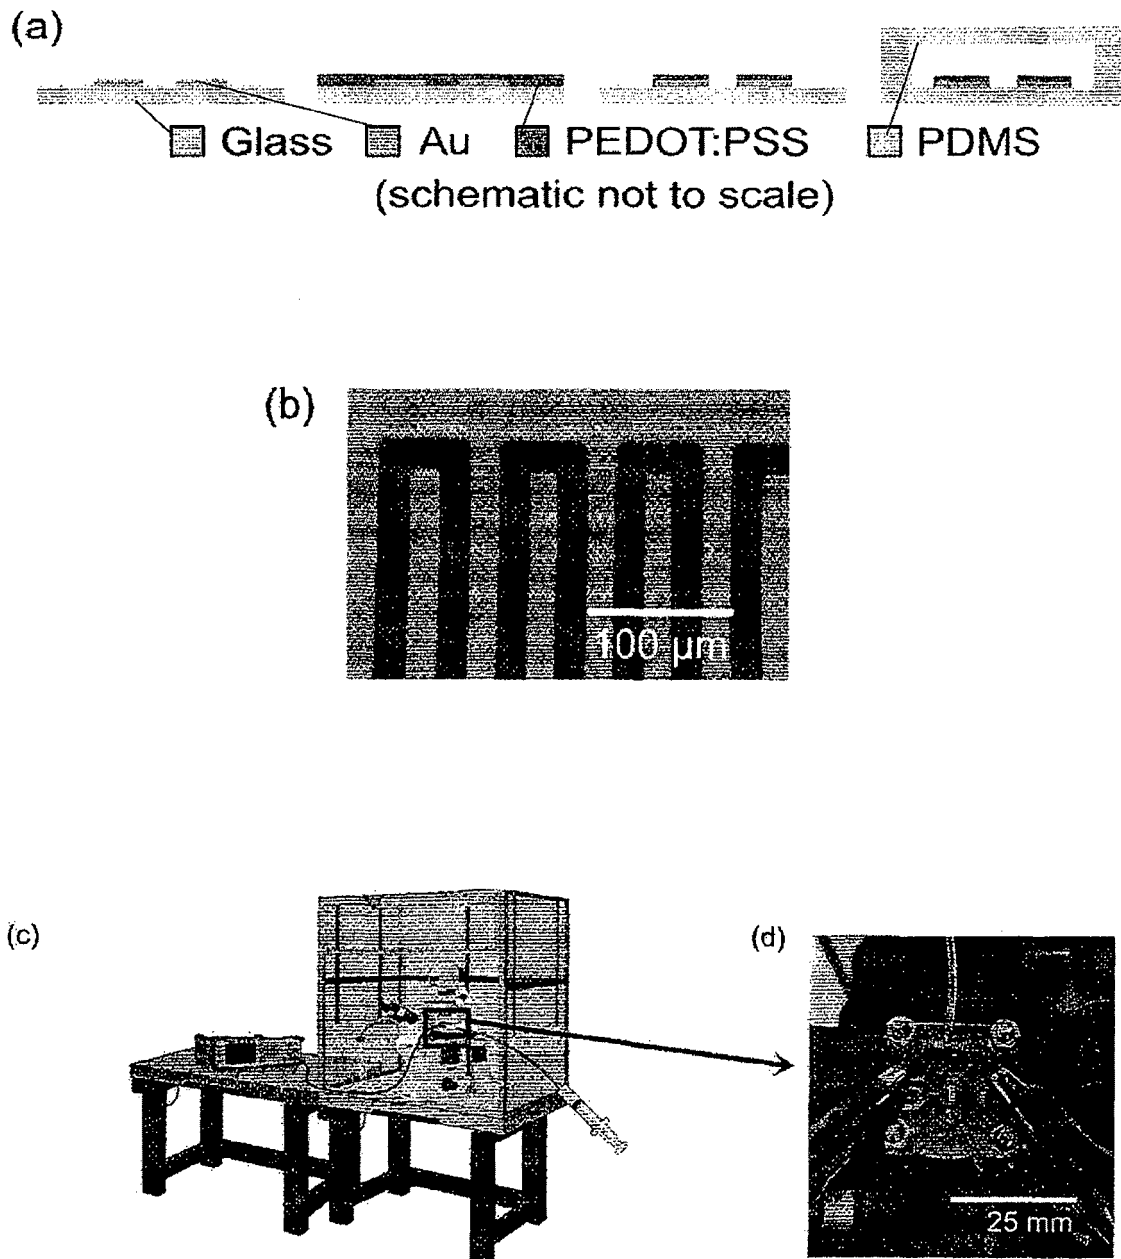 (a)
Glass Au PEDOT:PSS PDMS
(schematic not to scale)
(b)
100 µm
(c)
(d)
25 mm